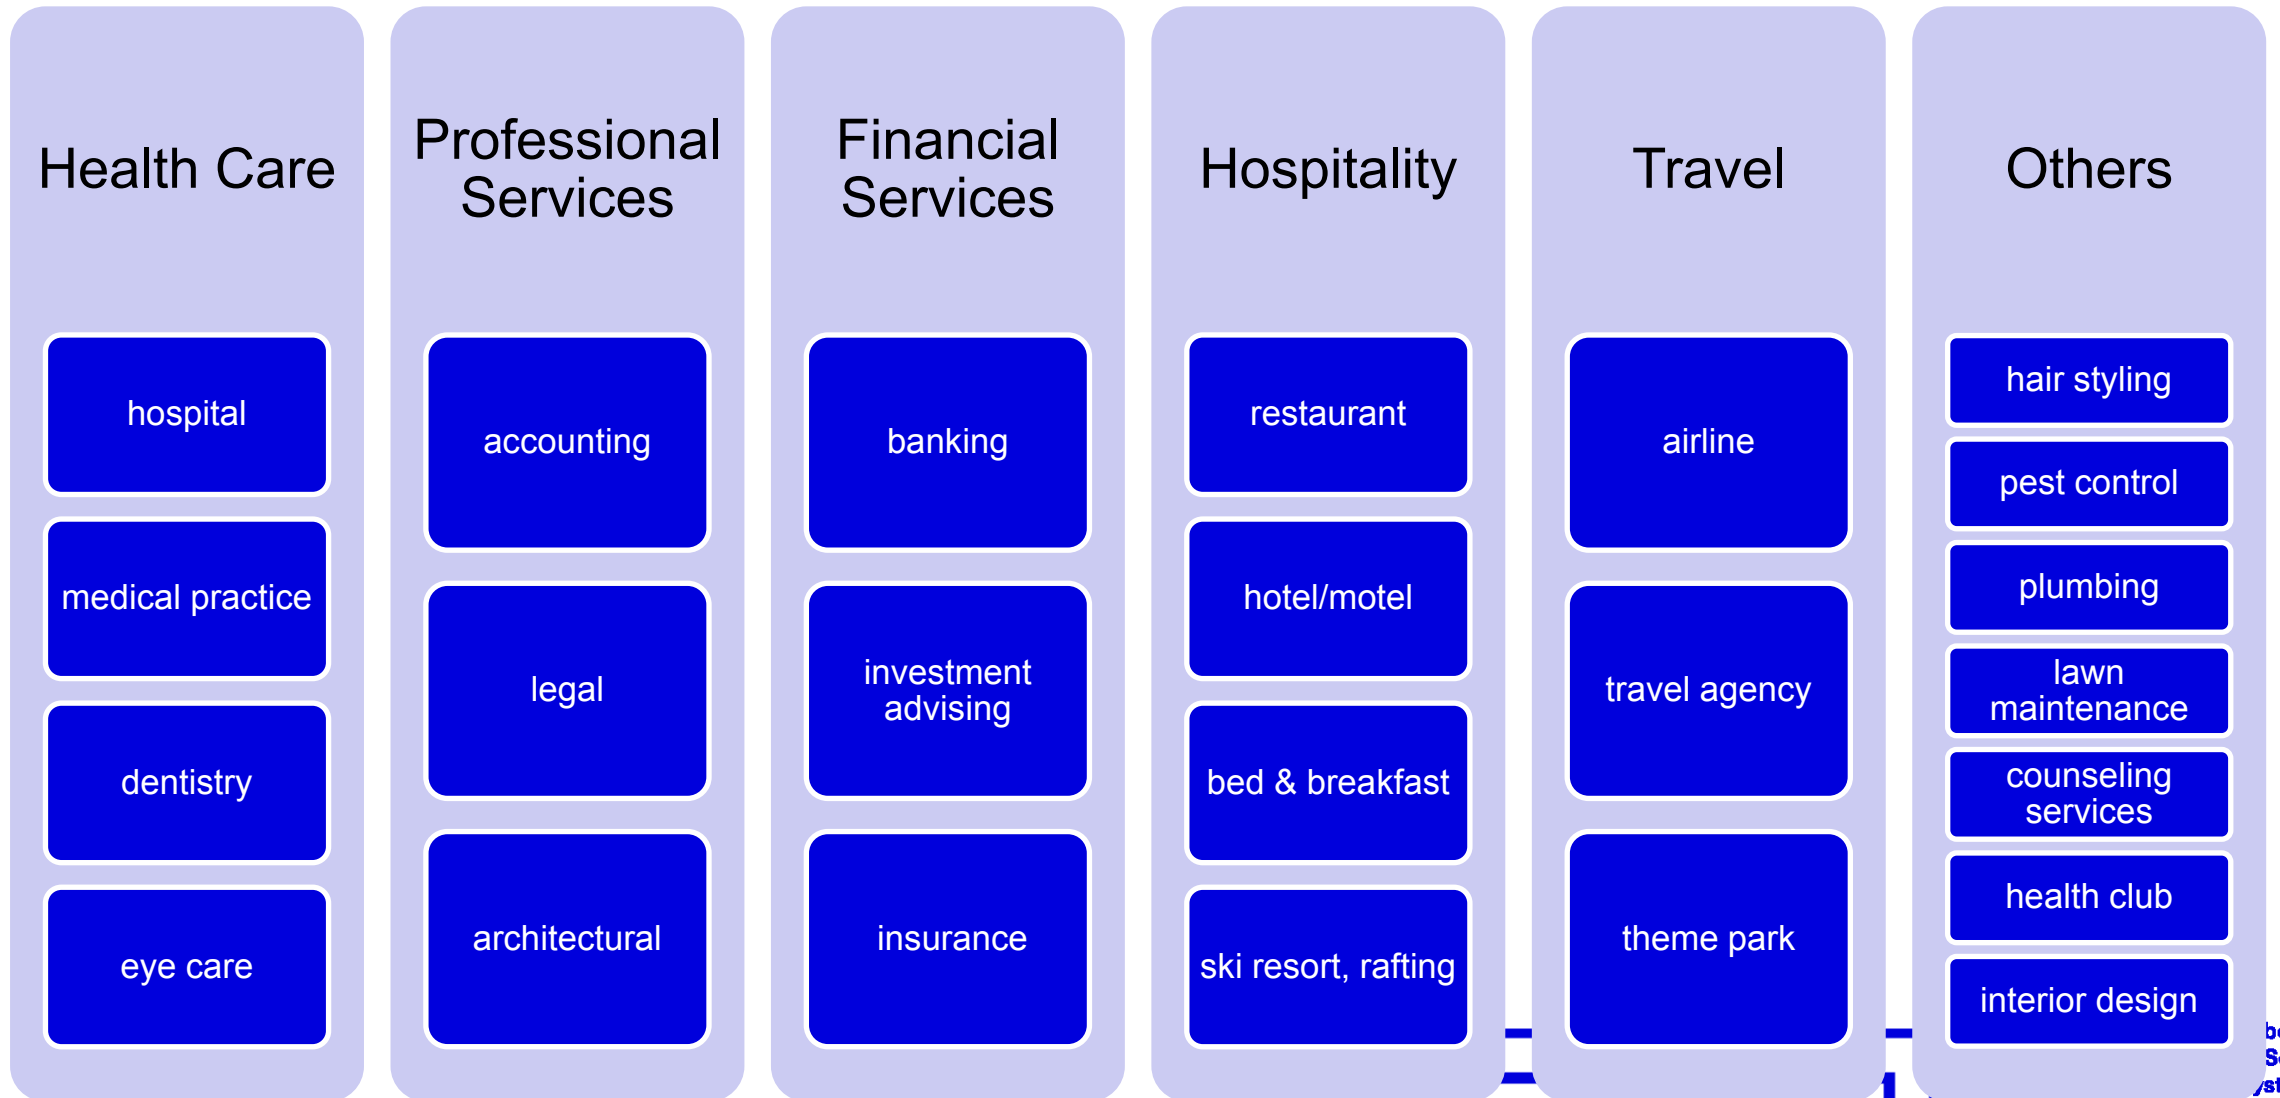 Health Care
hospital
medical practice
dentistry
eye care
Professional
Services
accounting
legal
architectural
Financial
Services
banking
investment
advising
insurance
Hospitality
restaurant
hotel/motel
bed & breakfast
ski resort, rafting
Travel
airline
travel agency
theme park
Others
hair styling
pest control
plumbing
lawn
maintenance
counseling
services
health club
interior design